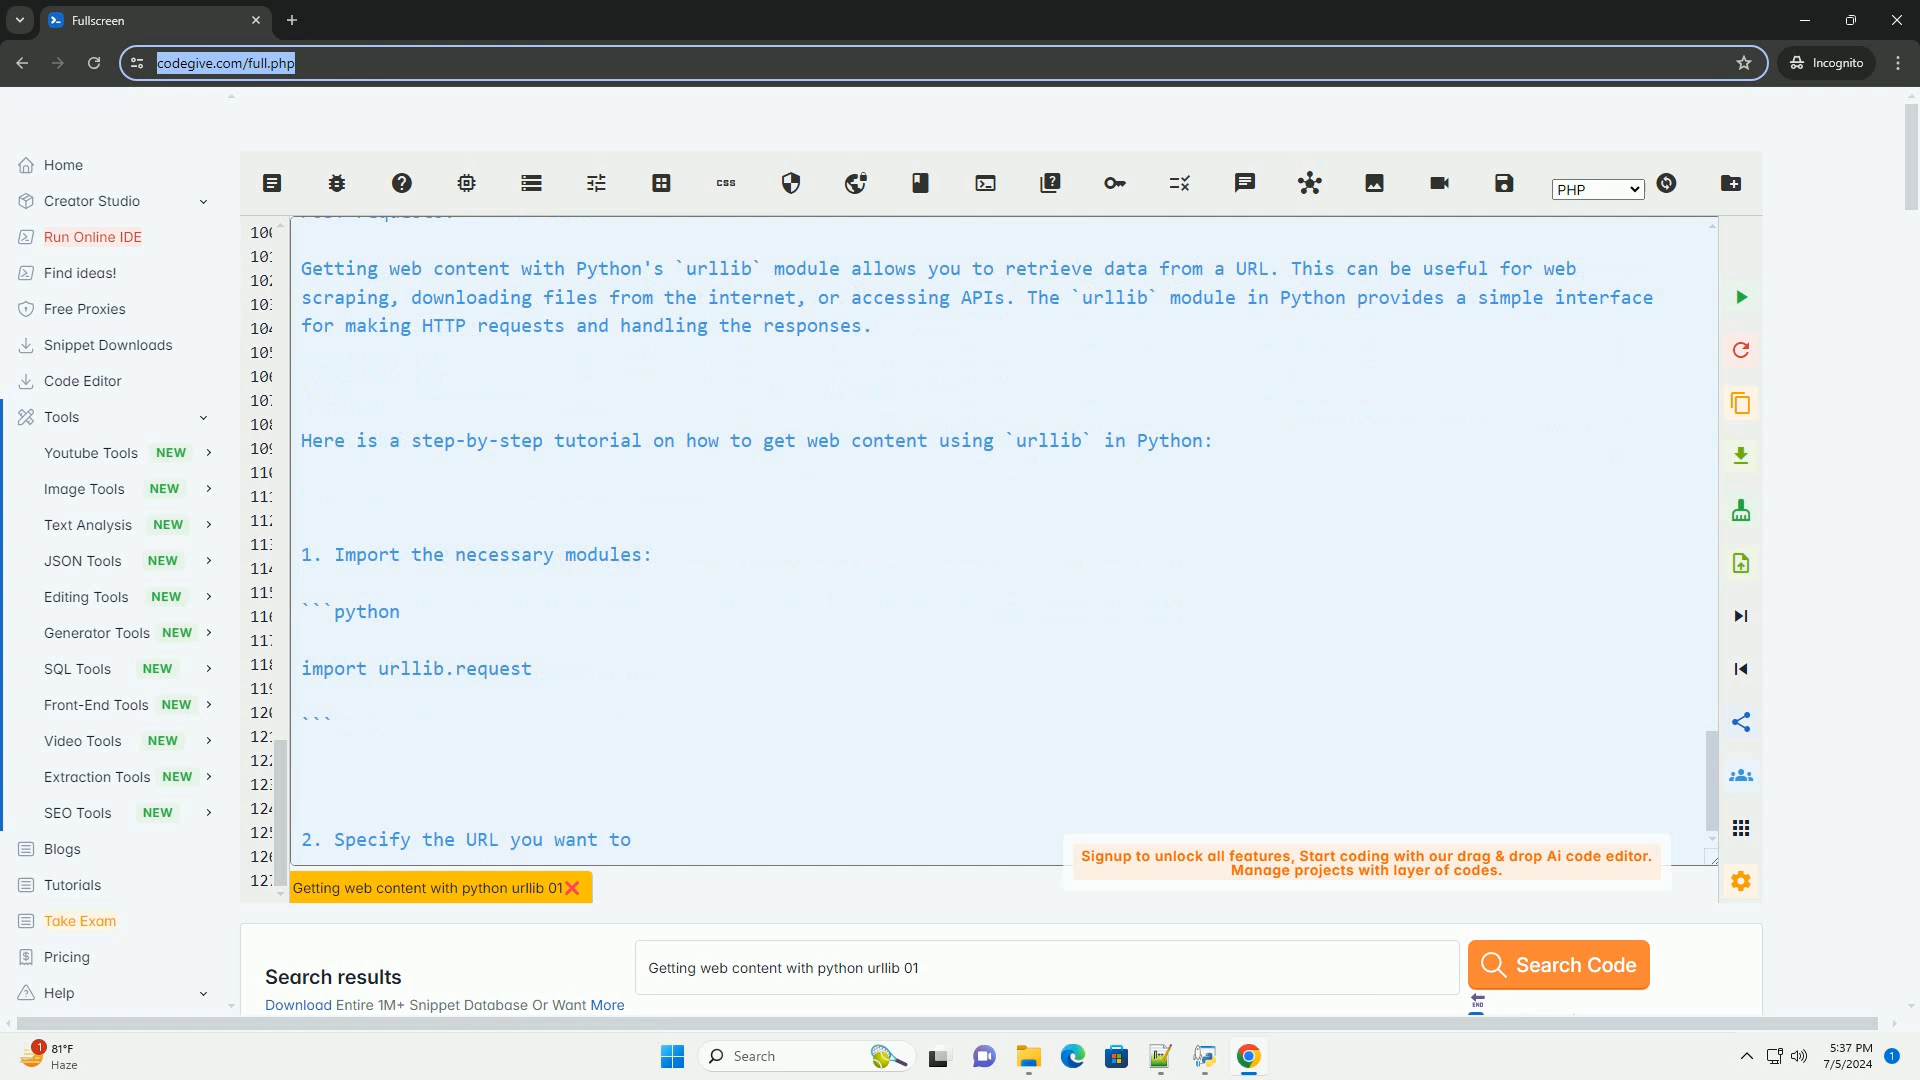 Fullscreen
codegive.com/full.php
Incognito
Home
Creator Studio
Run Online IDE
Find ideas!
Free Proxies
Snippet Downloads
Code Editor
Tools
Youtube Tools NEW
Image Tools NEW
Text Analysis NEW
JSON Tools NEW
Editing Tools NEW
Generator Tools NEW
SQL Tools NEW
Front-End Tools NEW
Video Tools NEW
Extraction Tools NEW
SEO Tools NEW
Blogs
Tutorials
Take Exam
Pricing
Help
css
PHP
Getting web content with Python's `urllib` module allows you to retrieve data from a URL. This can be useful for web
scraping, downloading files from the internet, or accessing APIs. The `urllib` module in Python provides a simple interface
for making HTTP requests and handling the responses.
Here is a step-by-step tutorial on how to get web content using `urllib` in Python:
1. Import the necessary modules:
```python
import urllib.request
```
2. Specify the URL you want to
Signup to unlock all features, Start coding with our drag & drop Ai code editor.
Manage projects with layer of codes.
Getting web content with python urllib 01
Search results
Getting web content with python urllib 01
Search Code
Download Entire 1M+ Snippet Database Or Want More
END
1
81°F
Haze
Search
5:37 PM
7/5/2024
1